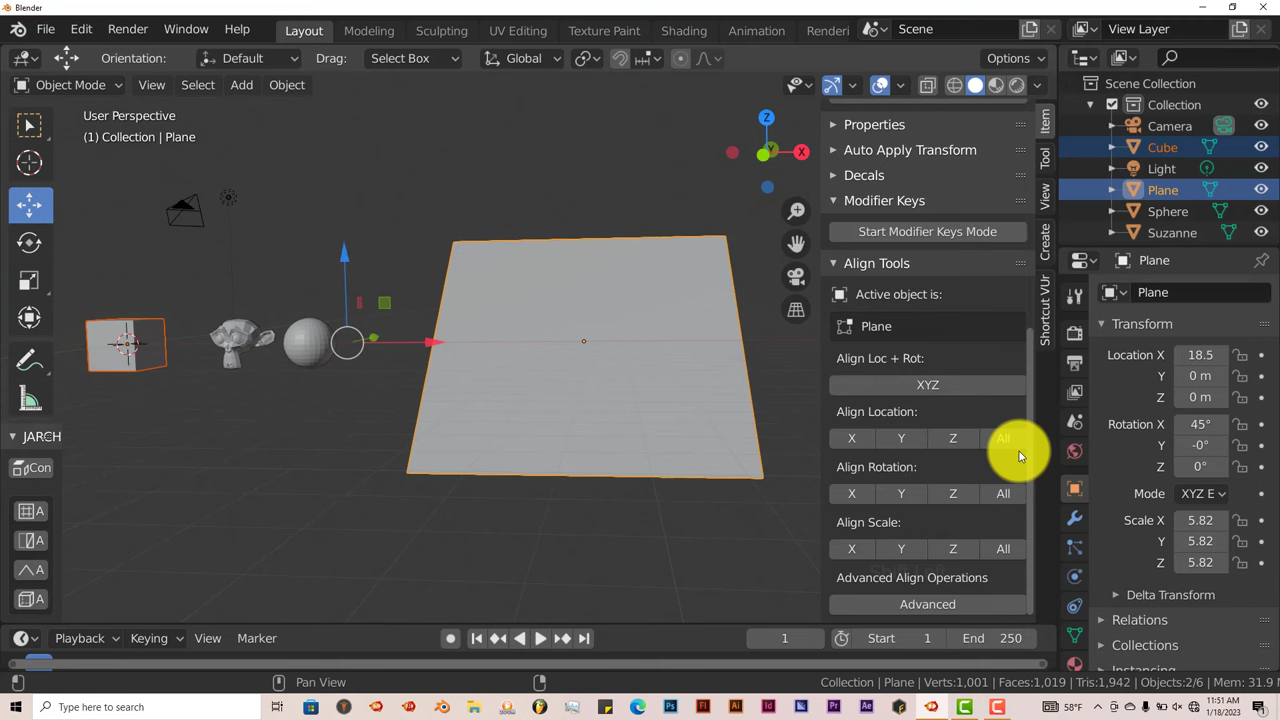 Blender
File Edit Render Window Help Layout Modeling Sculpting UV Editing Texture Paint Shading Animation Renderi Scene View Layer
Orientation: Default Drag: Select Box Global Options
Object Mode View Select Add Object
User Perspective
(1) Collection | Plane
Z
Y
X
JARCH
Con
A
A
A
A
Properties
Auto Apply Transform
Decals
Modifier Keys
Start Modifier Keys Mode
Align Tools
Active object is:
Plane
Align Loc + Rot:
XYZ
Align Location:
X Y Z All
Align Rotation:
X Y Z All
Align Scale:
X Y Z All
Advanced Align Operations
Advanced
Item
Tool
View
Create
Shortcut VUr
Scene Collection
Collection
Camera
Cube
Light
Plane
Sphere
Suzanne
Plane
Plane
Transform
Location X 18.5
Y 0 m
Z 0 m
Rotation X 45°
Y -0°
Z 0°
Mode XYZ E
Scale X 5.82
Y 5.82
Z 5.82
Delta Transform
Relations
Collections
Instancing
Playback Keying View Marker 1 Start 1 End 250
Pan View
Collection | Plane Verts:1,001 | Faces:1,019 | Tris:1,942 | Objects:2/6 | Mem: 31.9 M
Type here to search
58°F
11:51 AM
1/18/2023